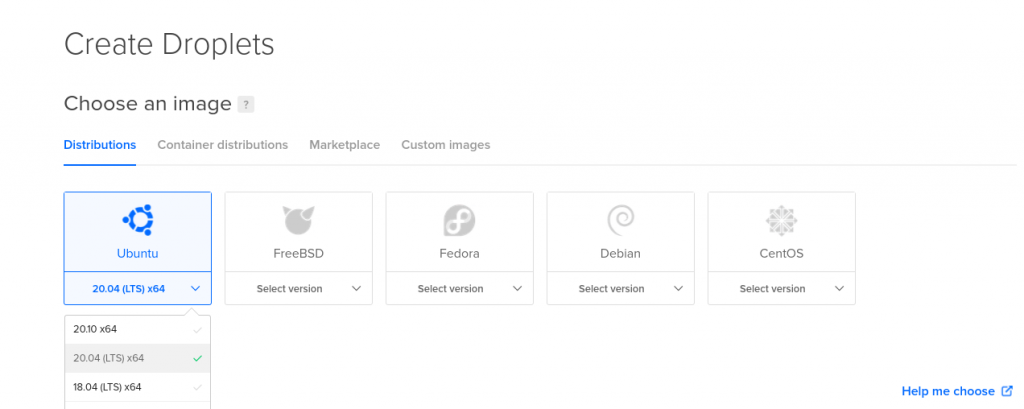 Create Droplets
Choose an image ?
Distributions Container distributions Marketplace Custom images
Ubuntu FreeBSD Fedora Debian CentOS
20.04 (LTS) x64 Select version Select version Select version Select version
20.10 x64
20.04 (LTS) x64
18.04 (LTS) x64
Help me choose